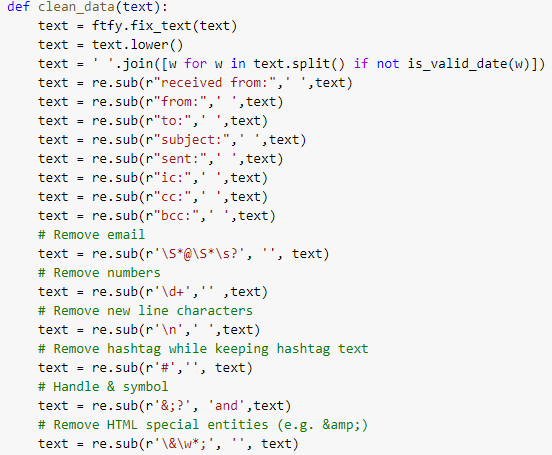 def clean_data(text):
    text = ftfy.fix_text(text)
    text = text.lower()
    text = ' '.join([w for w in text.split() if not is_valid_date(w)])
    text = re.sub(r"received from:",' ',text)
    text = re.sub(r"from:",' ',text)
    text = re.sub(r"to:",' ',text)
    text = re.sub(r"subject:",' ',text)
    text = re.sub(r"sent:",' ',text)
    text = re.sub(r"ic:",' ',text)
    text = re.sub(r"cc:",' ',text)
    text = re.sub(r"bcc:",' ',text)
    # Remove email
    text = re.sub(r'\S*@\S*\s?', '', text)
    # Remove numbers
    text = re.sub(r'\d+','' ,text)
    # Remove new line characters
    text = re.sub(r'\n',' ',text)
    # Remove hashtag while keeping hashtag text
    text = re.sub(r'#','', text)
    # Handle & symbol
    text = re.sub(r'&;?', 'and',text)
    # Remove HTML special entities (e.g. &amp;)
    text = re.sub(r'\&\w*;', '', text)